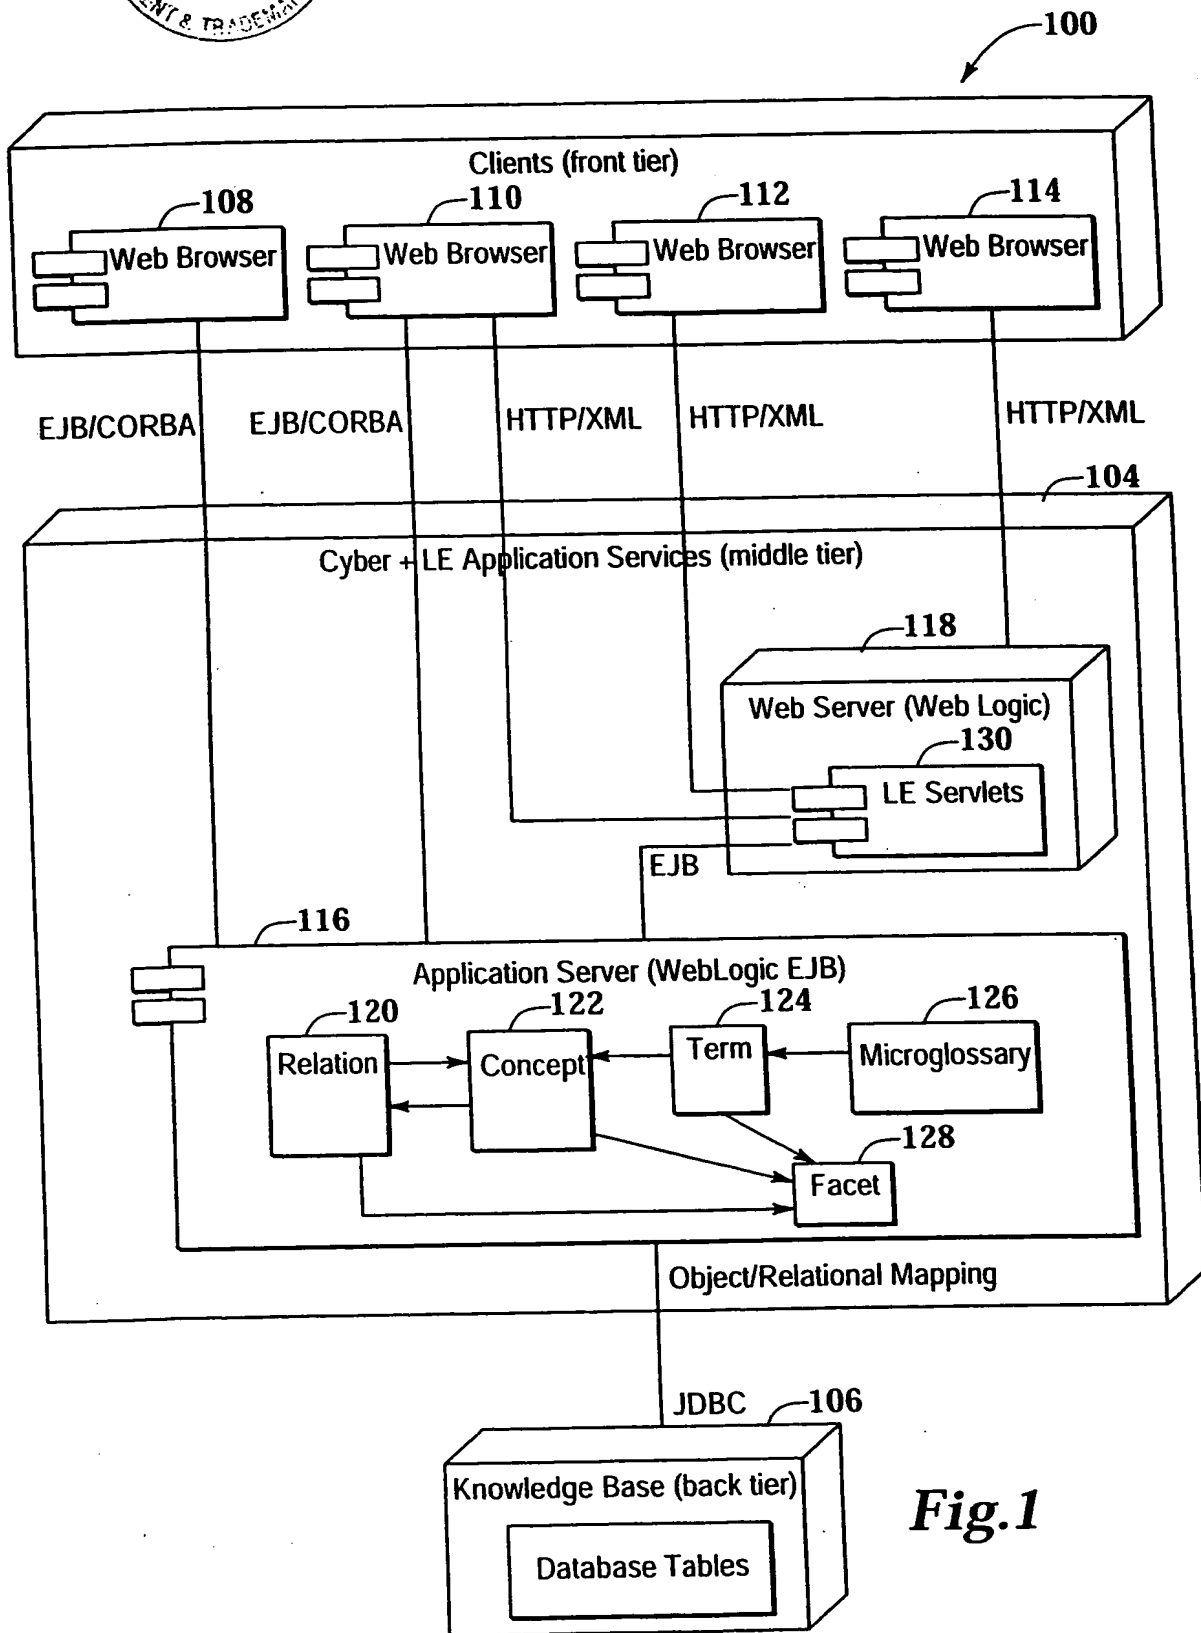 ENT & TRADEMA
100
Clients (front tier)
108
110
112
114
Web Browser
Web Browser
Web Browser
Web Browser
EJB/CORBA
EJB/CORBA
HTTP/XML
HTTP/XML
HTTP/XML
104
Cyber + LE Application Services (middle tier)
118
Web Server (Web Logic)
130
LE Servlets
EJB
116
Application Server (WebLogic EJB)
120
122
124
126
Relation
Concept
Term
Microglossary
128
Facet
Object/Relational Mapping
JDBC
106
Knowledge Base (back tier)
Database Tables
Fig.1